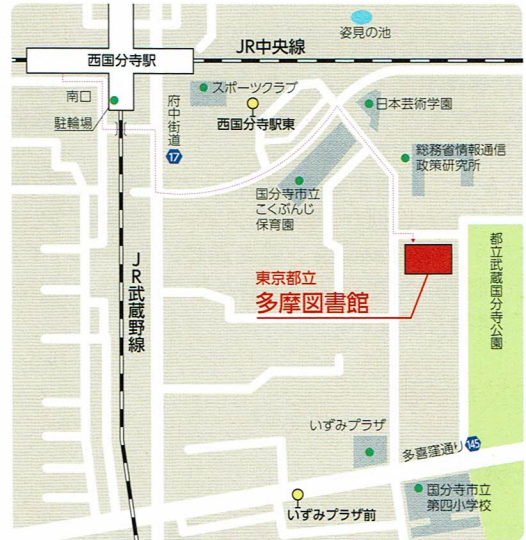 姿見の池
JR中央線
西国分寺駅
南口
駐輪場
府中街道
17
スポーツクラブ
西国分寺駅東
日本芸術学園
総務省情報通信
政策研究所
国分寺市立
こくぶんじ
保育園
JR武蔵野線
東京都立
多摩図書館
都立武蔵国分寺公園
いずみプラザ
多喜窪通り
145
いずみプラザ前
国分寺市立
第四小学校